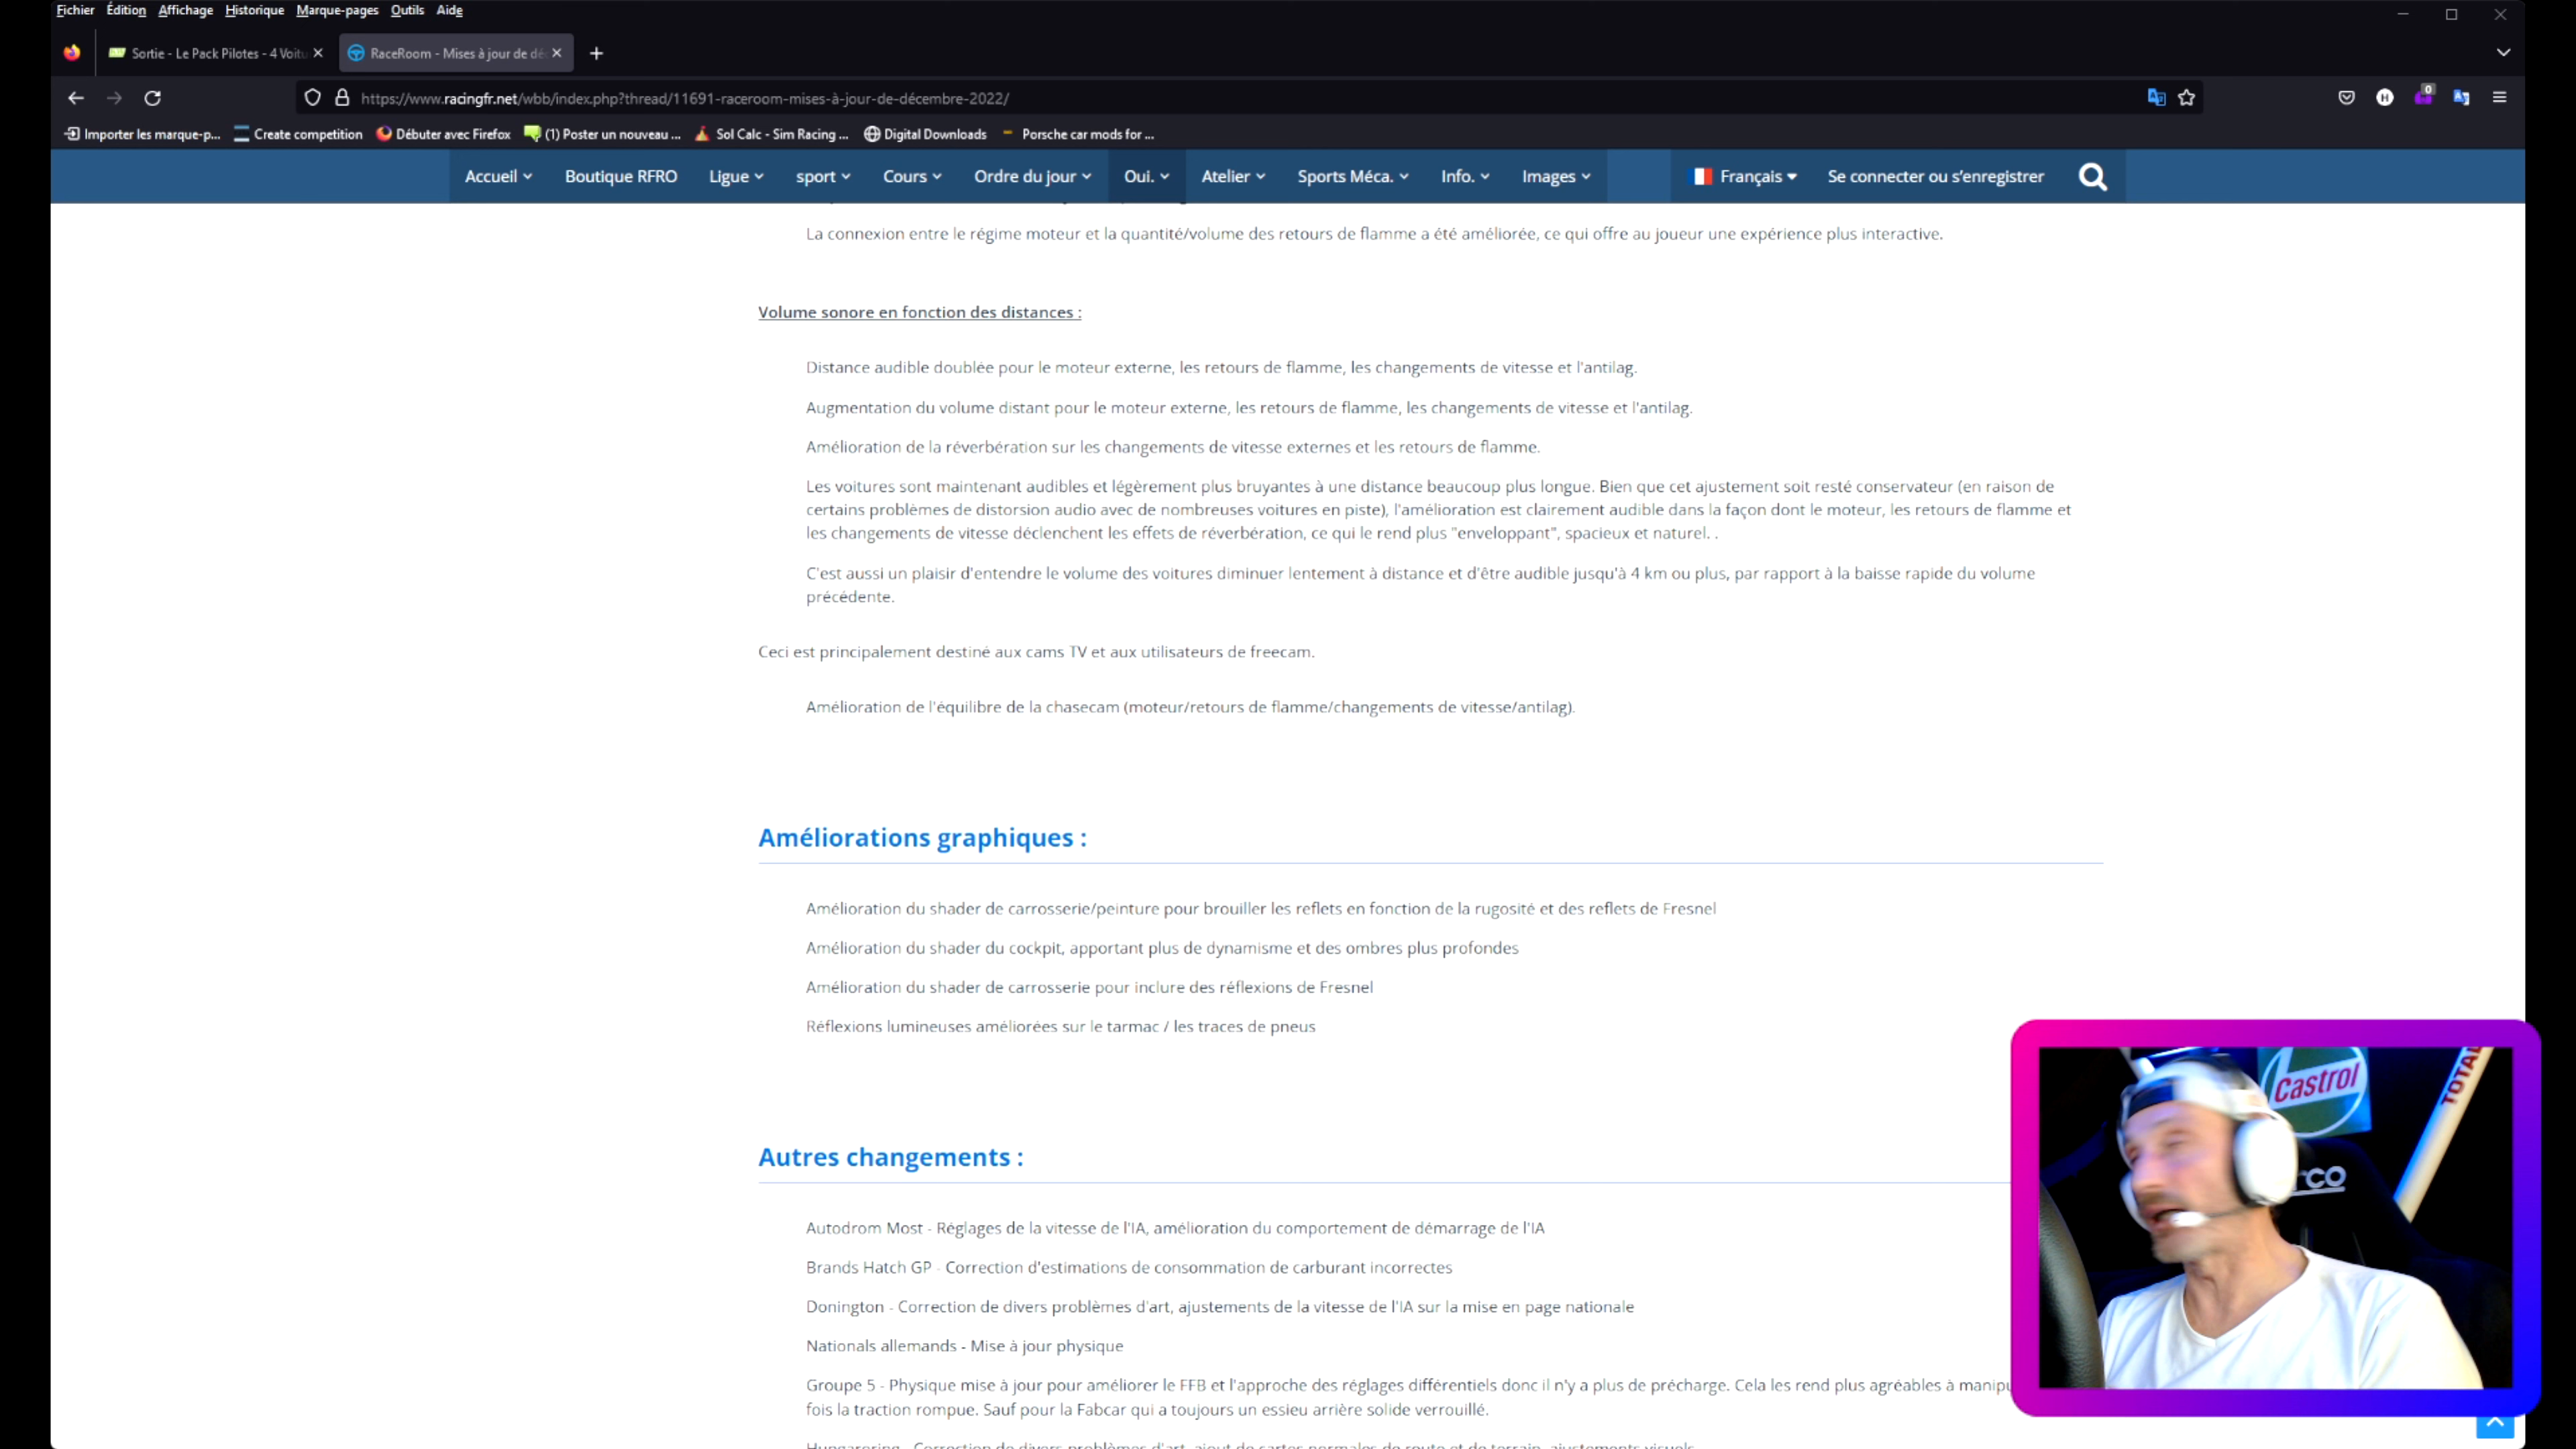 Fichier Édition Affichage Historique Marque-pages Outils Aide
Sortie - Le Pack Pilotes - 4 Voitu
RaceRoom - Mises à jour de dé
https://www.racingfr.net/wbb/index.php?thread/11691-raceroom-mises-à-jour-de-décembre-2022/
0
H
Importer les marque-p... Create competition Débuter avec Firefox (1) Poster un nouveau ... Sol Calc - Sim Racing ... Digital Downloads Porsche car mods for ...
Accueil Boutique RFRO Ligue sport Cours Ordre du jour Oui. Atelier Sports Méca. Info. Images Français Se connecter ou s'enregistrer
La connexion entre le régime moteur et la quantité/volume des retours de flamme a été améliorée, ce qui offre au joueur une expérience plus interactive.
Volume sonore en fonction des distances :
Distance audible doublée pour le moteur externe, les retours de flamme, les changements de vitesse et l'antilag.
Augmentation du volume distant pour le moteur externe, les retours de flamme, les changements de vitesse et l'antilag.
Amélioration de la réverbération sur les changements de vitesse externes et les retours de flamme.
Les voitures sont maintenant audibles et légèrement plus bruyantes à une distance beaucoup plus longue. Bien que cet ajustement soit resté conservateur (en raison de
certains problèmes de distorsion audio avec de nombreuses voitures en piste), l'amélioration est clairement audible dans la façon dont le moteur, les retours de flamme et
les changements de vitesse déclenchent les effets de réverbération, ce qui le rend plus "enveloppant", spacieux et naturel. .
C'est aussi un plaisir d'entendre le volume des voitures diminuer lentement à distance et d'être audible jusqu'à 4 km ou plus, par rapport à la baisse rapide du volume
précédente.
Ceci est principalement destiné aux cams TV et aux utilisateurs de freecam.
Amélioration de l'équilibre de la chasecam (moteur/retours de flamme/changements de vitesse/antilag).
Améliorations graphiques :
Amélioration du shader de carrosserie/peinture pour brouiller les reflets en fonction de la rugosité et des reflets de Fresnel
Amélioration du shader du cockpit, apportant plus de dynamisme et des ombres plus profondes
Amélioration du shader de carrosserie pour inclure des réflexions de Fresnel
Réflexions lumineuses améliorées sur le tarmac / les traces de pneus
Autres changements :
Autodrom Most - Réglages de la vitesse de l'IA, amélioration du comportement de démarrage de l'IA
Brands Hatch GP - Correction d'estimations de consommation de carburant incorrectes
Donington - Correction de divers problèmes d'art, ajustements de la vitesse de l'IA sur la mise en page nationale
Nationals allemands - Mise à jour physique
Groupe 5 - Physique mise à jour pour améliorer le FFB et l'approche des réglages différentiels donc il n'y a plus de précharge. Cela les rend plus agréables à manipu
fois la traction rompue. Sauf pour la Fabcar qui a toujours un essieu arrière solide verrouillé.
Castrol
TOTAL
rco